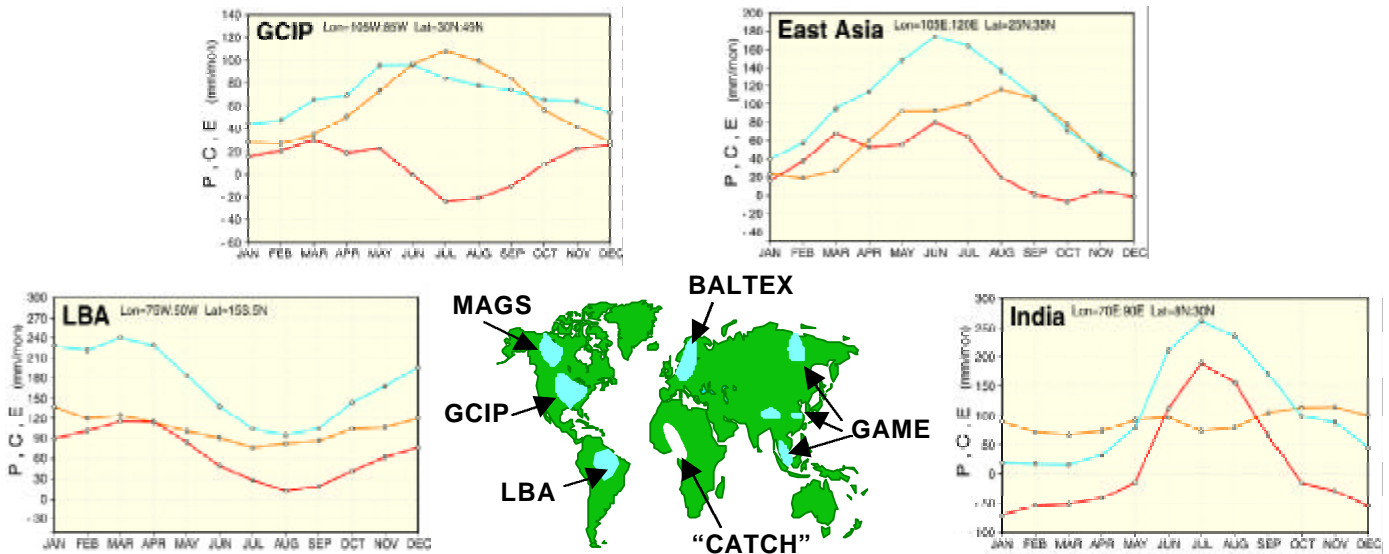 GCIP Lon=105W:85W Lat=30N:45N
P , C , E (mm/mon)
140
120
100
80
60
40
20
0
-20
-40
-60
JAN FEB MAR APR MAY JUN JUL AUG SEP OCT NOV DEC
East Asia Lon=105E:120E Lat=25N:35N
P , C , E (mm/mon)
200
180
160
120
80
40
0
-40
JAN FEB MAR APR MAY JUN JUL AUG SEP OCT NOV DEC
LBA Lon=75W:50W Lat=15S:5N
P , C , E (mm/mon)
300
270
240
210
180
150
120
90
60
30
0
-30
JAN FEB MAR APR MAY JUN JUL AUG SEP OCT NOV DEC
MAGS
BALTEX
GCIP
GAME
LBA
“CATCH”
India Lon=70E:90E Lat=8N:30N
P , C , E (mm/mon)
300
250
200
150
100
50
0
-50
-100
JAN FEB MAR APR MAY JUN JUL AUG SEP OCT NOV DEC